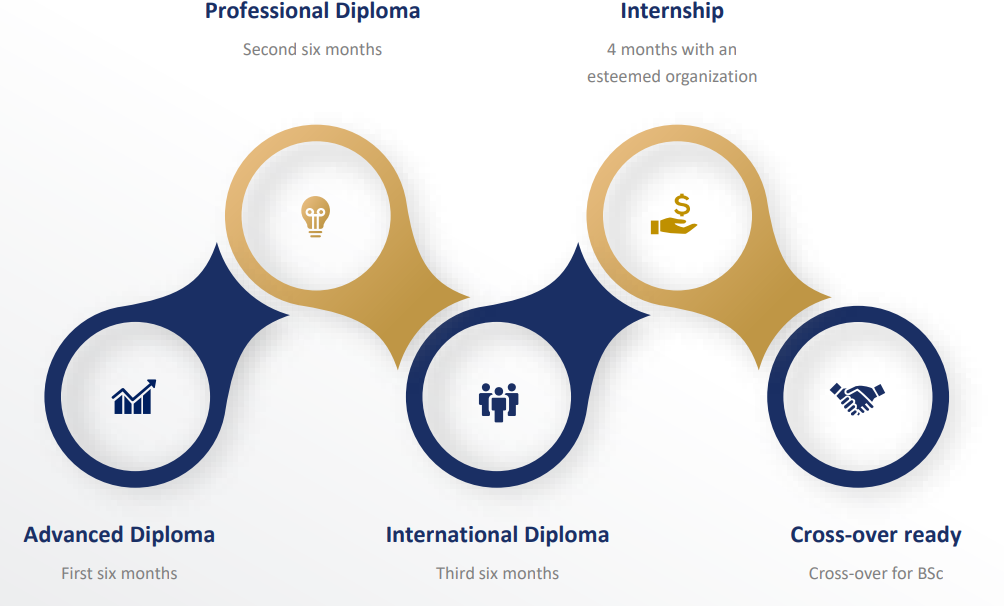 Professional Diploma
Second six months
Internship
4 months with an
esteemed organization
$
Advanced Diploma
First six months
International Diploma
Third six months
Cross-over ready
Cross-over for BSc